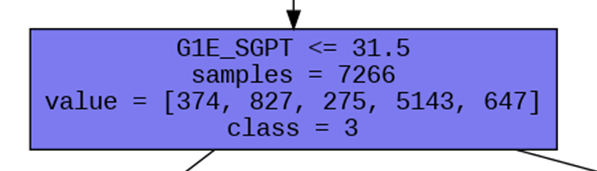 G1E_SGPT <= 31.5
samples = 7266
value = [374, 827, 275, 5143, 647]
class = 3